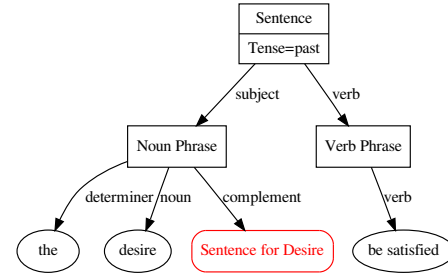 Sentence
Tense=past
subject
verb
Noun Phrase
Verb Phrase
determiner
noun
complement
verb
the
desire
Sentence for Desire
be satisfied